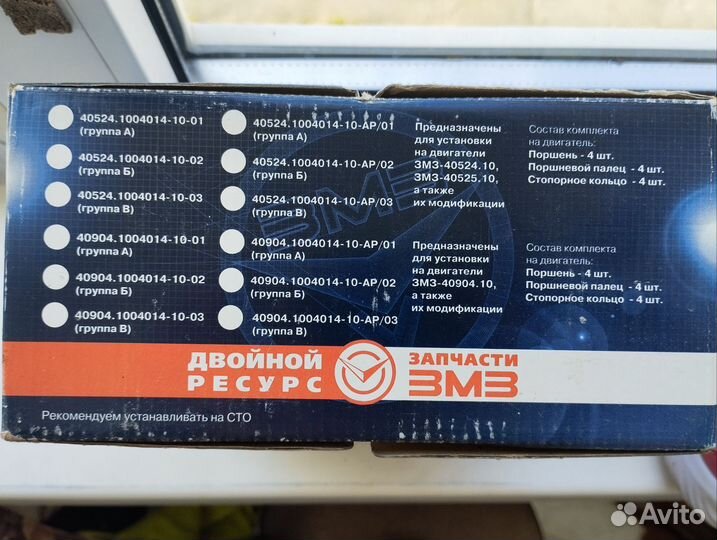 40524.1004014-10-01
(группа А)
40524.1004014-10-02
(группа Б)
40524.1004014-10-03
(группа В)
40904.1004014-10-01
(группа А)
40904.1004014-10-02
(группа Б)
40904.1004014-10-03
(группа В)
40524.1004014-10-АР/01
(группа А)
40524.1004014-10-АР/02
(группа Б)
40524.1004014-10-АР/03
(группа В)
40904.1004014-10-АР/01
(группа А)
40904.1004014-10-АР/02
(группа Б)
40904.1004014-10-АР/03
(группа В)
Предназначены
для установки
на двигатели
ЗМЗ-40524.10,
ЗМЗ-40525.10,
а также
их модификации
Предназначены
для установки
на двигатели
ЗМЗ-40904.10,
а также
их модификации
Состав комплекта
на двигатель:
Поршень - 4 шт.
Поршневой палец - 4 шт.
Стопорное кольцо - 4 шт.
Состав комплекта
на двигатель:
Поршень - 4 шт.
Поршневой палец - 4 шт.
Стопорное кольцо - 4 шт.
ЗМЗ
ДВОЙНОЙ
РЕСУРС
ЗАПЧАСТИ
ЗМЗ
Рекомендуем устанавливать на СТО
Avito